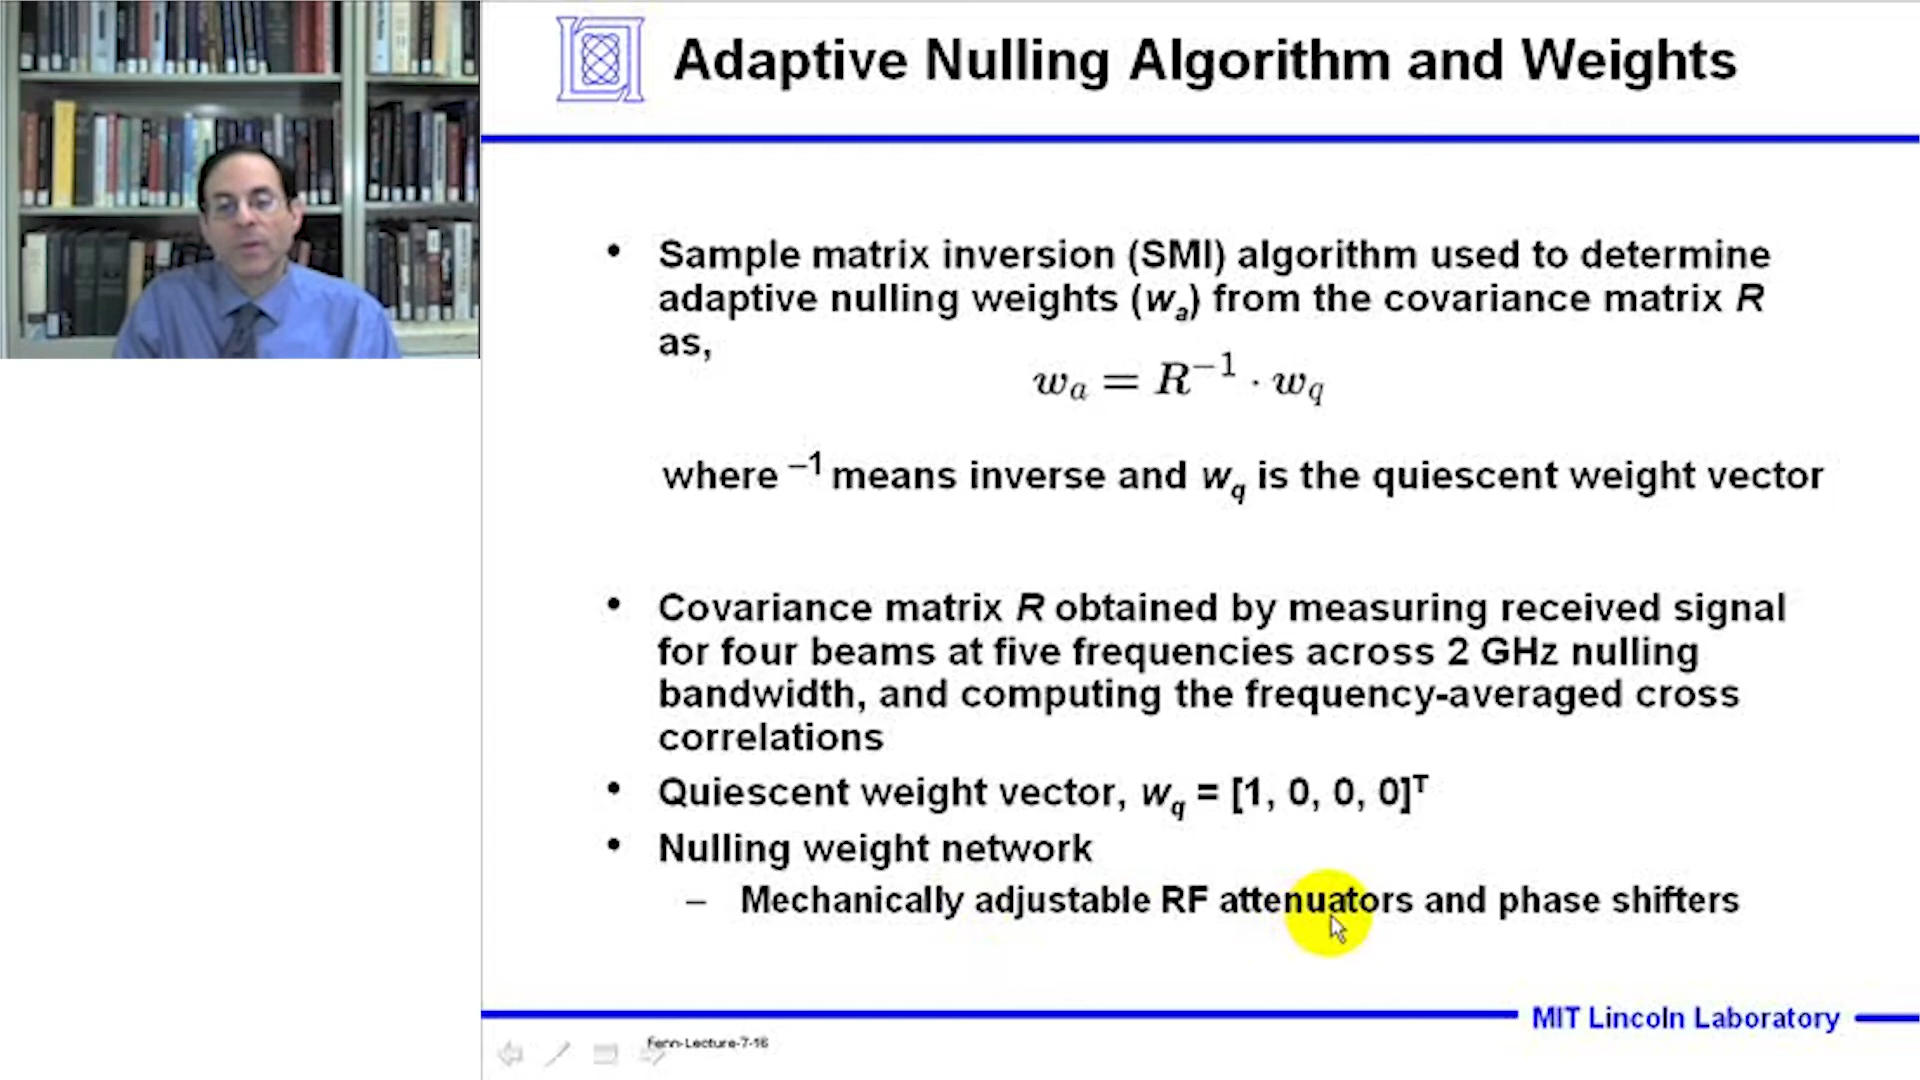 Adaptive Nulling Algorithm and Weights
• Sample matrix inversion (SMI) algorithm used to determine
adaptive nulling weights (wₐ) from the covariance matrix R
as,
wₐ = R⁻¹ · w_q
where ⁻¹ means inverse and w_q is the quiescent weight vector
• Covariance matrix R obtained by measuring received signal
for four beams at five frequencies across 2 GHz nulling
bandwidth, and computing the frequency-averaged cross
correlations
• Quiescent weight vector, w_q = [1, 0, 0, 0]ᵀ
• Nulling weight network
– Mechanically adjustable RF attenuators and phase shifters
MIT Lincoln Laboratory
Fenn-Lecture-7-16